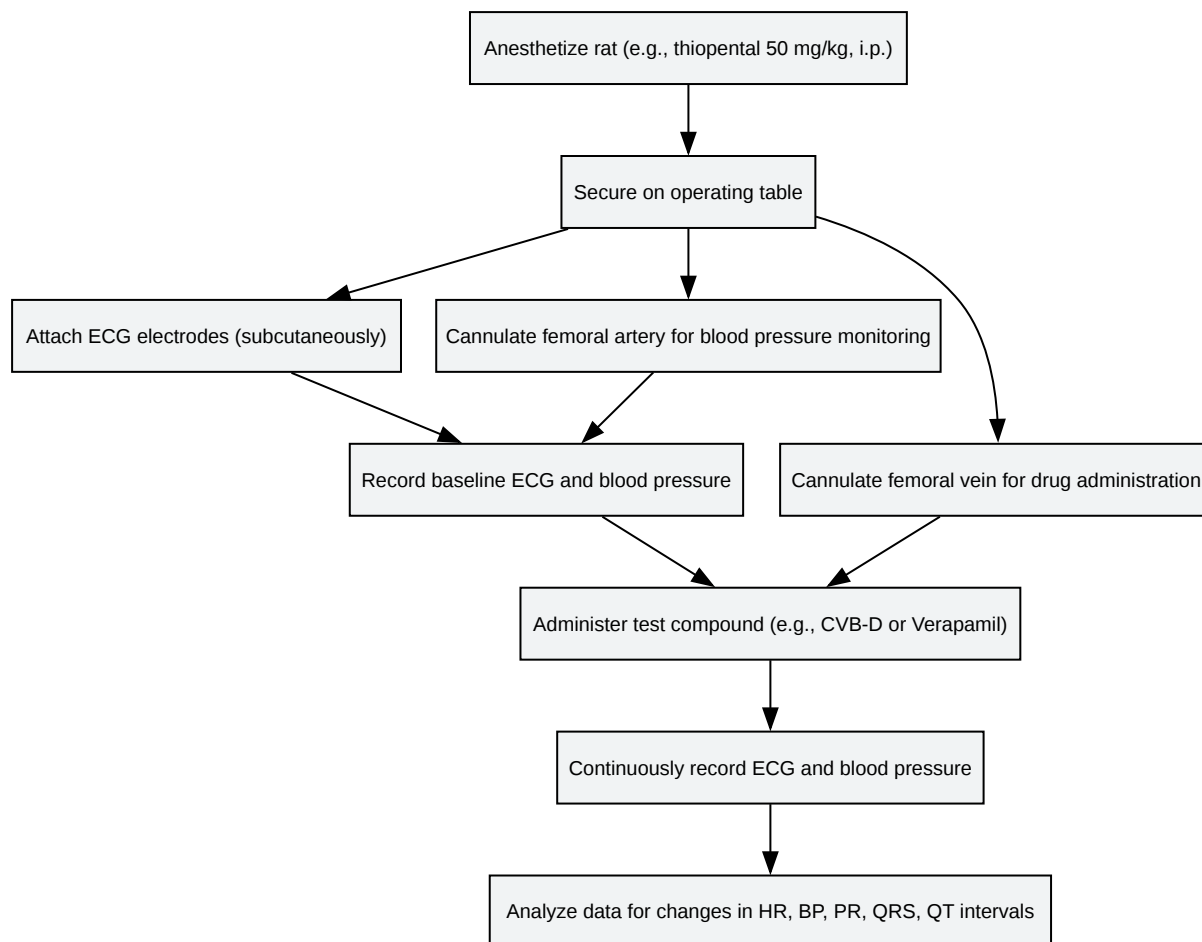 Anesthetize rat (e.g., thiopental 50 mg/kg, i.p.)
Secure on operating table
Attach ECG electrodes (subcutaneously)
Cannulate femoral artery for blood pressure monitoring
Record baseline ECG and blood pressure
Cannulate femoral vein for drug administration
Administer test compound (e.g., CVB-D or Verapamil)
Continuously record ECG and blood pressure
Analyze data for changes in HR, BP, PR, QRS, QT intervals